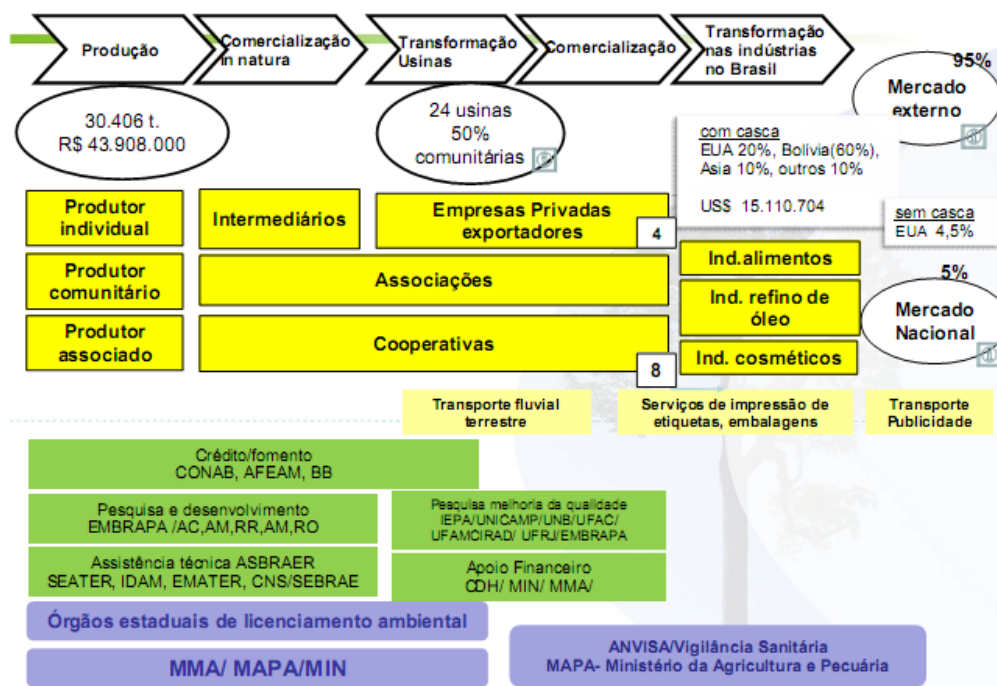 Produção
Comercialização
in natura
Transformação
Usinas
Comercialização
Transformação
nas indústrias
no Brasil
95%
Mercado
externo
30.406 t.
R$ 43.908.000
24 usinas
50%
comunitárias
com casca
EUA 20%, Bolívia(60%),
Asia 10%, outros 10%
US$ 15.110.704
sem casca
EUA 4,5%
Produtor
individual
Intermediários
Empresas Privadas
exportadores
4
Produtor
comunitário
Associações
Ind.alimentos
Ind. refino de
óleo
5%
Mercado
Nacional
Produtor
associado
Cooperativas
8
Ind. cosméticos
Transporte fluvial
terrestre
Serviços de impressão de
etiquetas, embalagens
Transporte
Publicidade
Crédito/fomento
CONAB, AFEAM, BB
Pesquisa e desenvolvimento
EMBRAPA /AC,AM,RR,AM,RO
Pesquisa melhoria da qualidade
IEPA/UNICAMP/UNB/UFAC/
UFAMCIRAD/ UFRJ/EMBRAPA
Assistência técnica ASBRAER
SEATER, IDAM, EMATER, CNS/SEBRAE
Apoio Financeiro
CDH/ MIN/ MMA/
Órgãos estaduais de licenciamento ambiental
MMA/ MAPA/MIN
ANVISA/Vigilância Sanitária
MAPA- Ministério da Agricultura e Pecuária